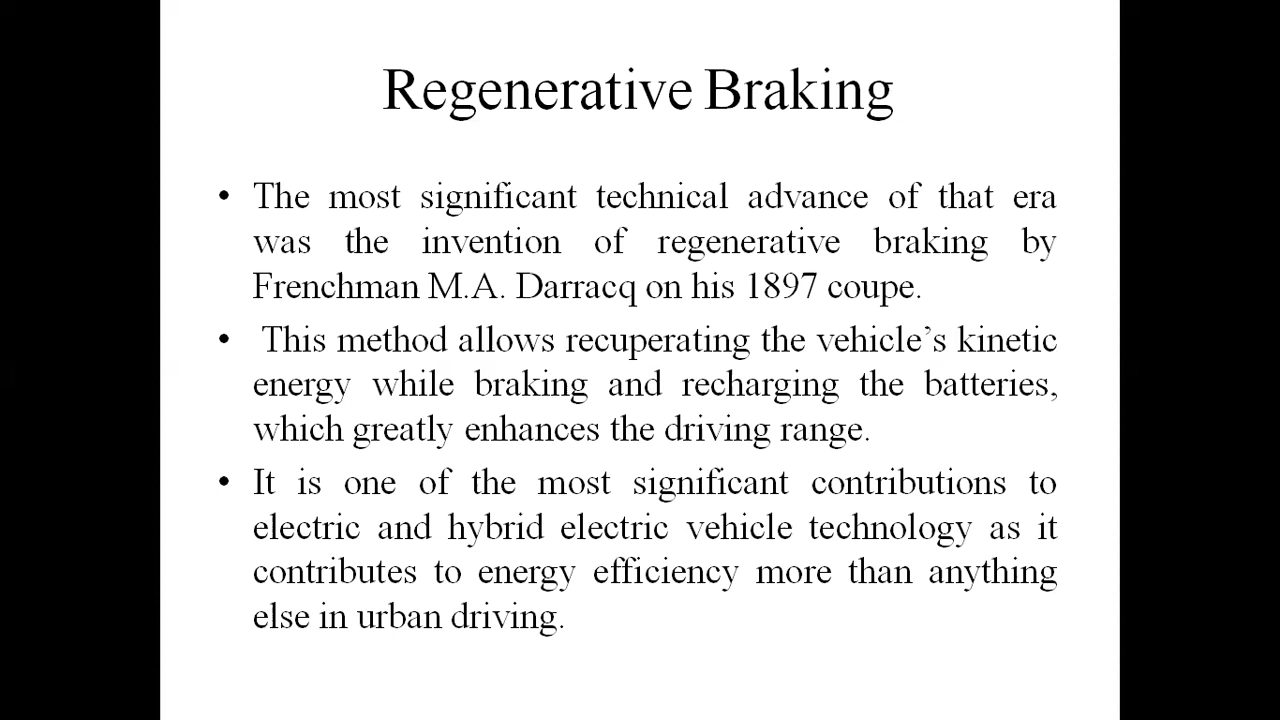 Regenerative Braking
• The most significant technical advance of that era
was the invention of regenerative braking by
Frenchman M.A. Darracq on his 1897 coupe.
• This method allows recuperating the vehicle’s kinetic
energy while braking and recharging the batteries,
which greatly enhances the driving range.
• It is one of the most significant contributions to
electric and hybrid electric vehicle technology as it
contributes to energy efficiency more than anything
else in urban driving.